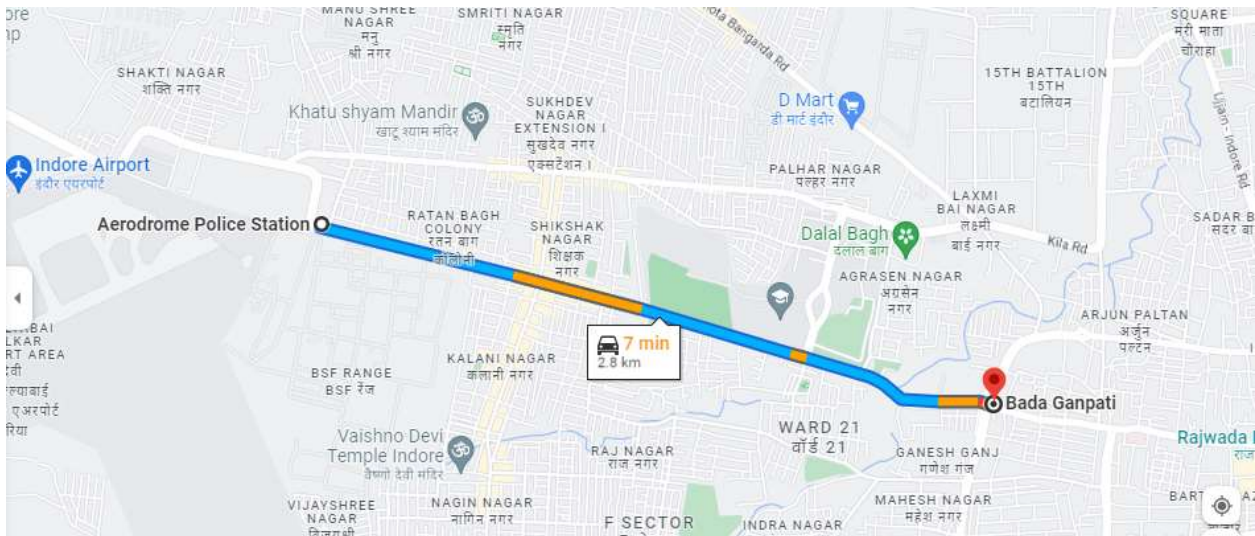 MANU SHREE
NAGAR
मनु
श्री नगर
SMRITI NAGAR
स्मृति
नगर
Bangarda Rd
SQUARE
मरी माता
चौराहा
SHAKTI NAGAR
शक्ति नगर
15TH BATTALION
15TH
बटालियन
Ujjain - Indore Rd
Khatu shyam Mandir
खाटू श्याम मंदिर
SUKHDEV
NAGAR
EXTENSION I
सुखदेव नगर
एक्सटेंशन I
D Mart
डी मार्ट इंदौर
Indore Airport
इंदौर एयरपोर्ट
PALHAR NAGAR
पल्हर नगर
LAXMI
BAI NAGAR
लक्ष्मी
बाई नगर
Aerodrome Police Station
RATAN BAGH
COLONY
रतन बाग
कॉलोनी
SHIKSHAK
NAGAR
शिक्षक
नगर
Dalal Bagh
दलाल बाग
Kila Rd
SADAR
सदर
AGRASEN NAGAR
अग्रसेन
नगर
ARJUN PALTAN
अर्जुन
पल्टन
7 min
2.8 km
ART AREA
एअरपोर्ट
BSF RANGE
BSF रेंज
KALANI NAGAR
कलानी नगर
Bada Ganpati
WARD 21
वॉर्ड 21
Rajwada
Vaishno Devi
Temple Indore
वैष्णो देवी मंदिर
RAJ NAGAR
राज नगर
GANESH GANJ
गणेश गंज
VIJAYSHREE
NAGAR
NAGIN NAGAR
नागिन नगर
F SECTOR
INDRA NAGAR
MAHESH NAGAR
महेश नगर